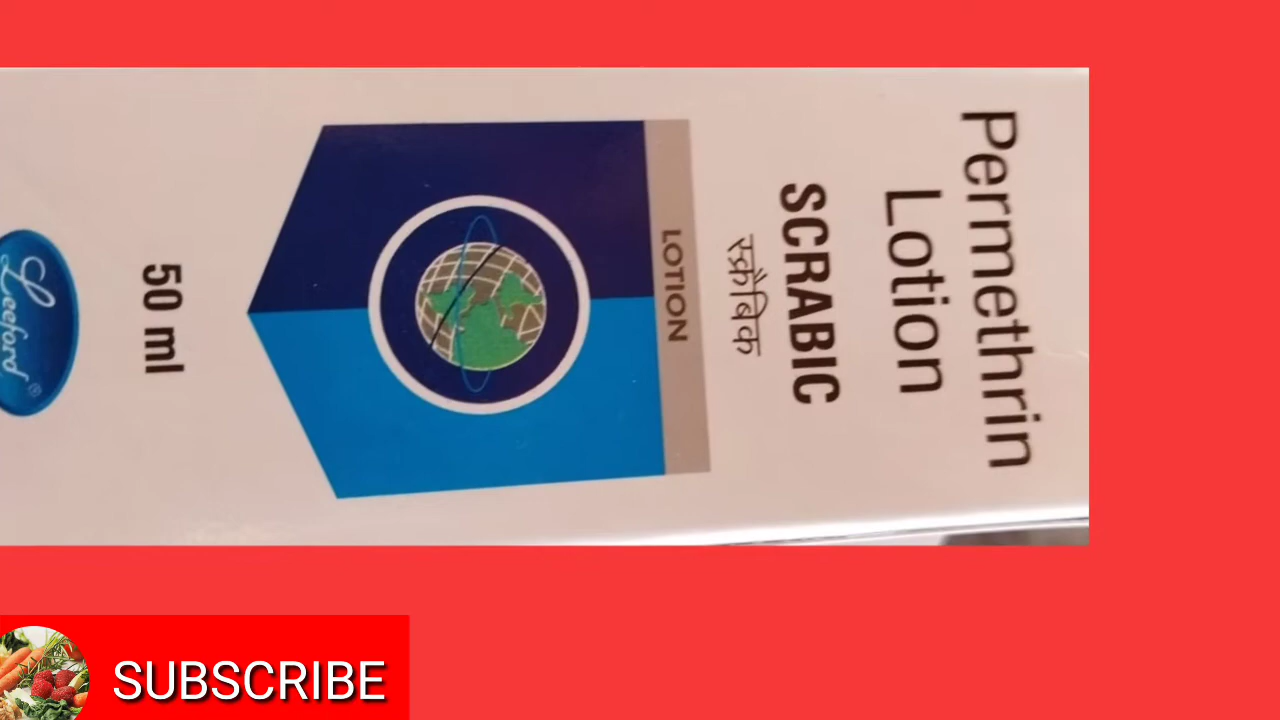 Permethrin
Lotion
SCRABIC
स्क्रैबिक
LOTION
50 ml
Leeford®
SUBSCRIBE